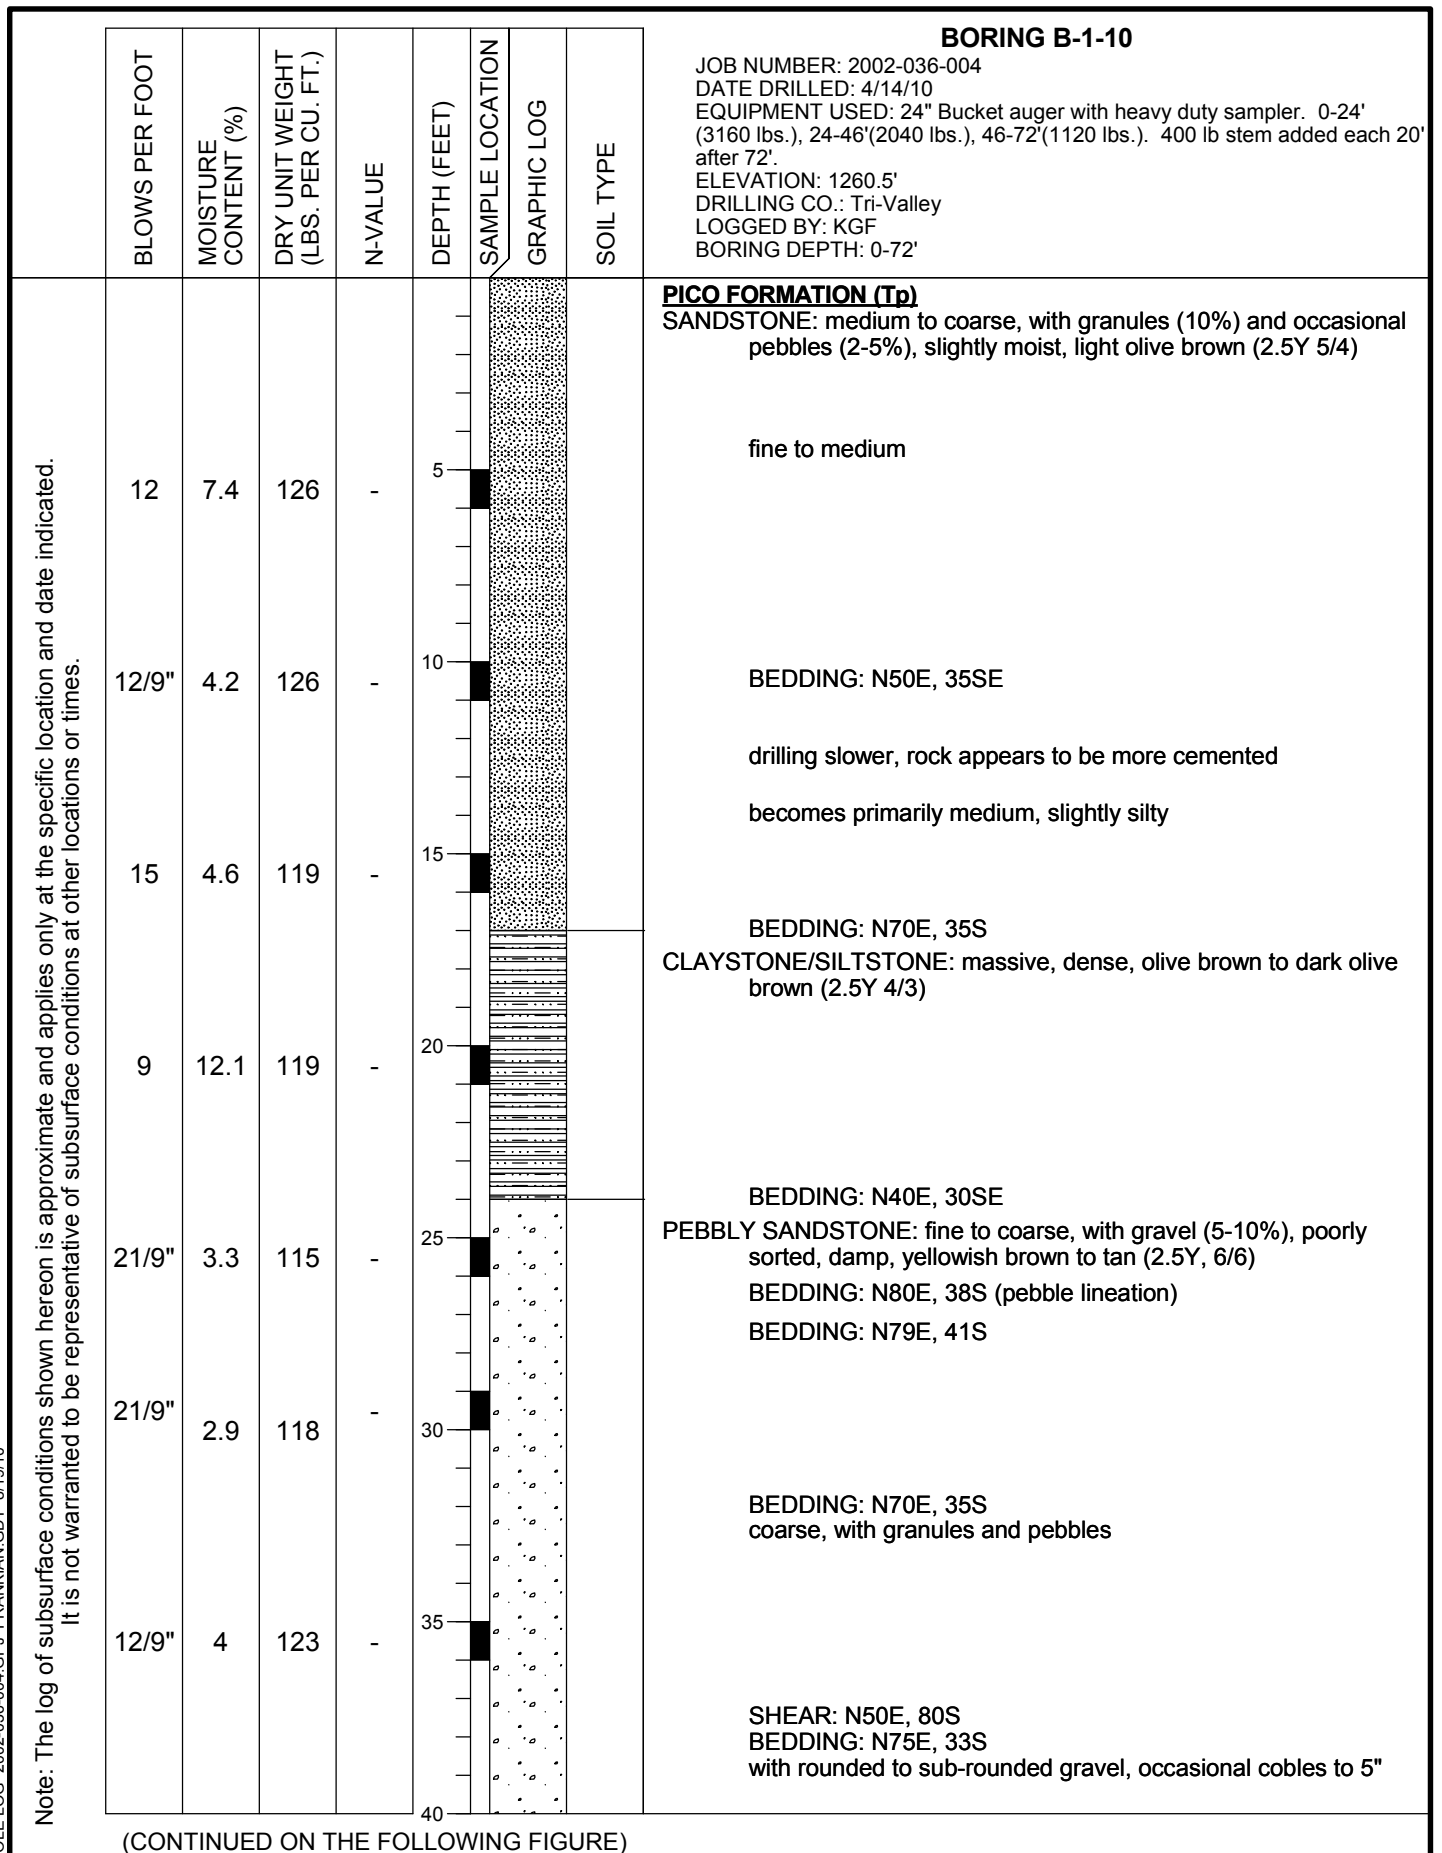 BORING B-1-10
JOB NUMBER: 2002-036-004
DATE DRILLED: 4/14/10
EQUIPMENT USED: 24" Bucket auger with heavy duty sampler. 0-24'
(3160 lbs.), 24-46'(2040 lbs.), 46-72'(1120 lbs.). 400 lb stem added each 20'
after 72'.
ELEVATION: 1260.5'
DRILLING CO.: Tri-Valley
LOGGED BY: KGF
BORING DEPTH: 0-72'
BLOWS PER FOOT
MOISTURE
CONTENT (%)
DRY UNIT WEIGHT
(LBS. PER CU. FT.)
N-VALUE
DEPTH (FEET)
SAMPLE LOCATION
GRAPHIC LOG
SOIL TYPE
PICO FORMATION (Tp)
SANDSTONE: medium to coarse, with granules (10%) and occasional
pebbles (2-5%), slightly moist, light olive brown (2.5Y 5/4)
fine to medium
5
12 7.4 126 -
10
12/9" 4.2 126 - BEDDING: N50E, 35SE
drilling slower, rock appears to be more cemented
becomes primarily medium, slightly silty
15
15 4.6 119 -
BEDDING: N70E, 35S
CLAYSTONE/SILTSTONE: massive, dense, olive brown to dark olive
brown (2.5Y 4/3)
20
9 12.1 119 -
BEDDING: N40E, 30SE
PEBBLY SANDSTONE: fine to coarse, with gravel (5-10%), poorly
25
21/9" 3.3 115 - sorted, damp, yellowish brown to tan (2.5Y, 6/6)
BEDDING: N80E, 38S (pebble lineation)
BEDDING: N79E, 41S
21/9" -
2.9 118 30
BEDDING: N70E, 35S
coarse, with granules and pebbles
35
12/9" 4 123 -
SHEAR: N50E, 80S
BEDDING: N75E, 33S
with rounded to sub-rounded gravel, occasional cobles to 5"
40
(CONTINUED ON THE FOLLOWING FIGURE)
Note: The log of subsurface conditions shown hereon is approximate and applies only at the specific location and date indicated.
It is not warranted to be representative of subsurface conditions at other locations or times.